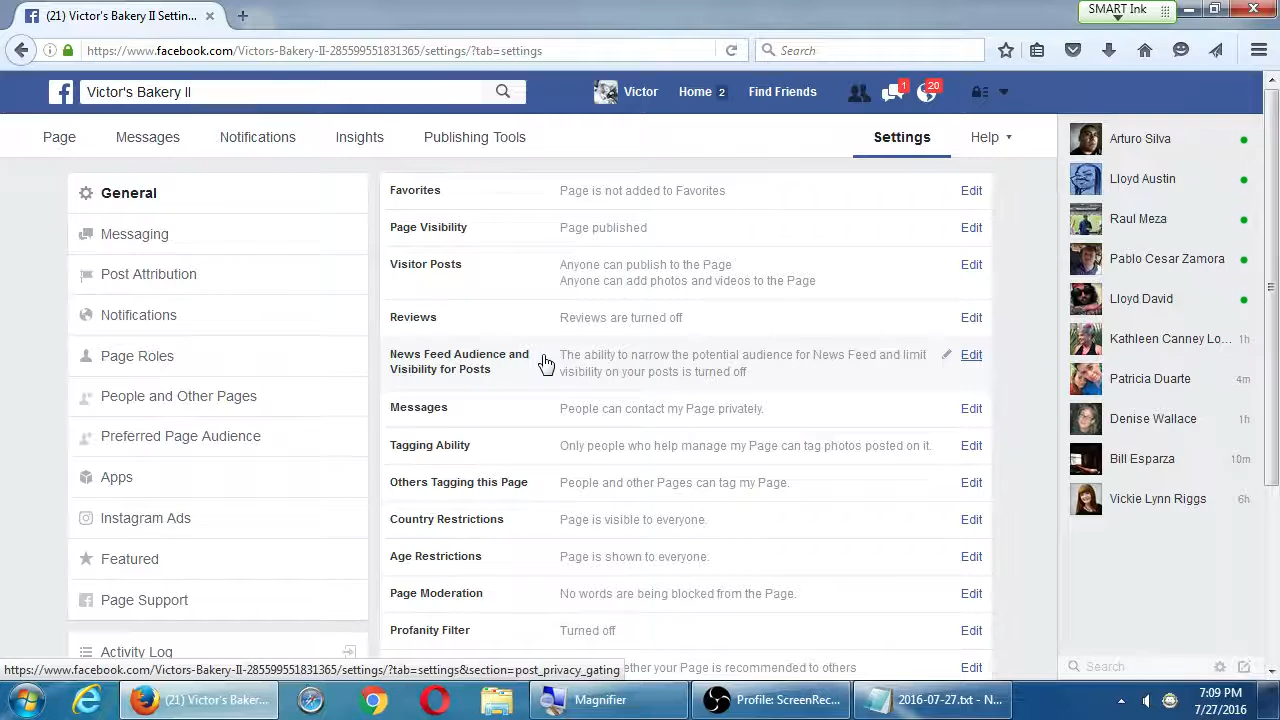 (21) Victor's Bakery II Settin...
SMART Ink
https://www.facebook.com/Victors-Bakery-II-285599551831365/settings/?tab=settings
Search
Victor's Bakery II
Victor
Home 2
Find Friends
1
20
Page
Messages
Notifications
Insights
Publishing Tools
Settings
Help
General
Messaging
Post Attribution
Notifications
Page Roles
People and Other Pages
Preferred Page Audience
Apps
Instagram Ads
Featured
Page Support
Activity Log
Favorites Page is not added to Favorites Edit
Page Visibility Page published Edit
Visitor Posts Anyone can publish to the Page Edit
Anyone can add photos and videos to the Page
Reviews Reviews are turned off Edit
News Feed Audience and The ability to narrow the potential audience for News Feed and limit Edit
Visibility for Posts visibility on your posts is turned off
Messages People can contact my Page privately. Edit
Tagging Ability Only people who help manage my Page can tag photos posted on it. Edit
Others Tagging this Page People and other Pages can tag my Page. Edit
Country Restrictions Page is visible to everyone. Edit
Age Restrictions Page is shown to everyone. Edit
Page Moderation No words are being blocked from the Page. Edit
Profanity Filter Turned off Edit
ether your Page is recommended to others Edit
Arturo Silva
Lloyd Austin
Raul Meza
Pablo Cesar Zamora
Lloyd David
Kathleen Canney Lo... 1h
Patricia Duarte 4m
Denise Wallace 1h
Bill Esparza 10m
Vickie Lynn Riggs 6h
Search
https://www.facebook.com/Victors-Bakery-II-285599551831365/settings/?tab=settings&section=post_privacy_gating
(21) Victor's Baker...
Magnifier
Profile: ScreenRec...
2016-07-27.txt - N...
7:09 PM
7/27/2016